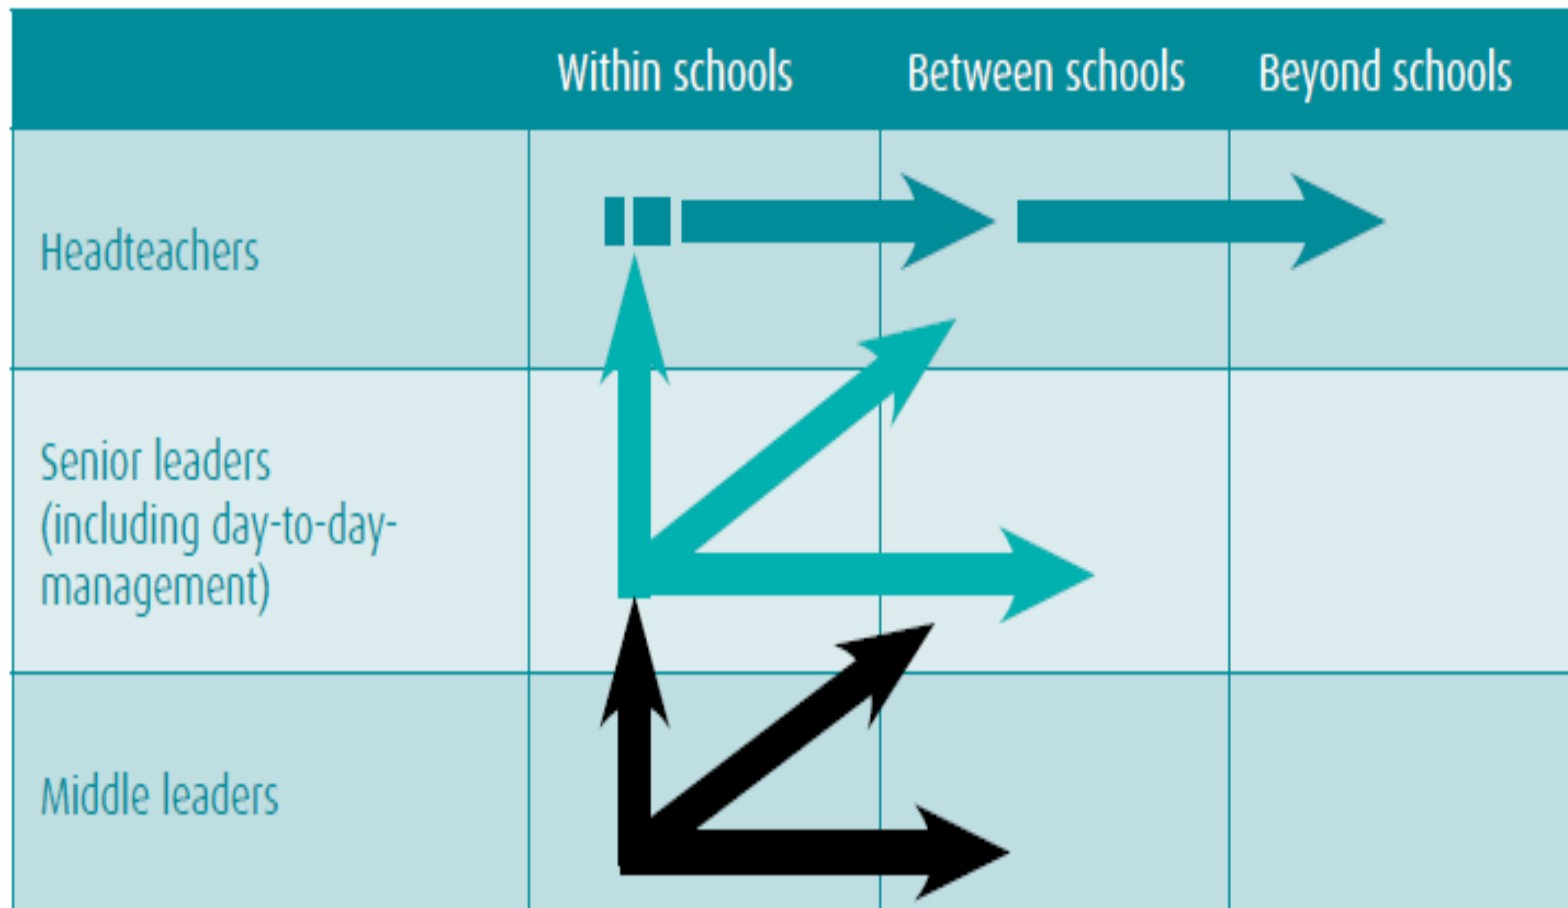 Within schools
Between schools
Beyond schools
Headteachers
Senior leaders
(including day-to-day-
management)
Middle leaders